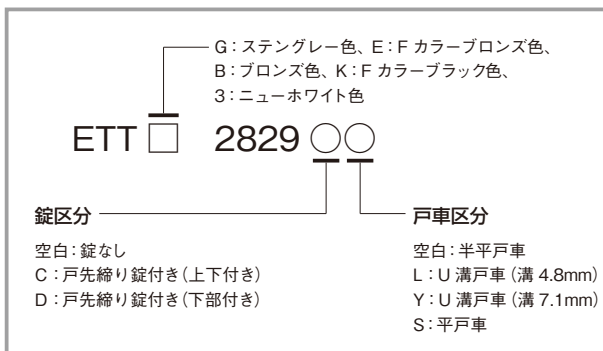 G：ステングレー色、E：F カラーブロンズ色、
B：ブロンズ色、K：F カラーブラック色、
3：ニューホワイト色
ETT □ 2829 ○○
錠区分
空白：錠なし
C：戸先締り錠付き（上下付き）
D：戸先締り錠付き（下部付き）
戸車区分
空白：半平戸車
L：U 溝戸車（溝 4.8mm）
Y：U 溝戸車（溝 7.1mm）
S：平戸車